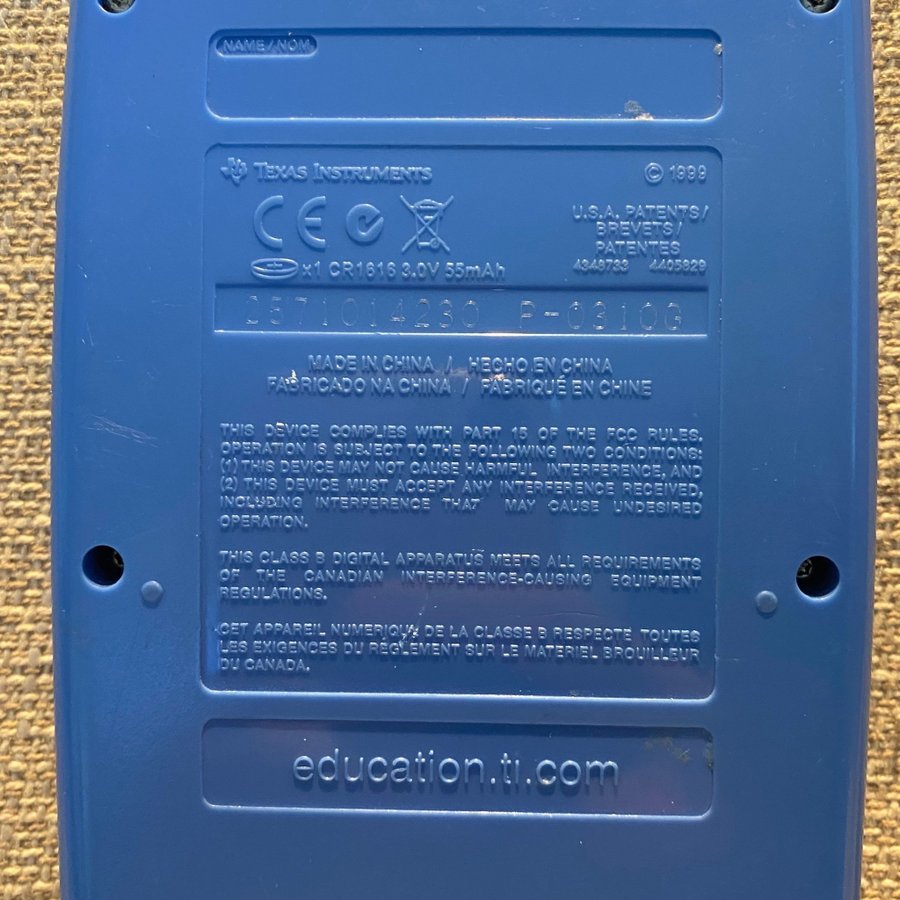 NAME/NOM
TEXAS INSTRUMENTS
© 1999
CE
U.S.A. PATENTS/
BREVETS/
PATENTES
4348733 4405829
x1 CR1616 3.0V 55mAh
2571014230 P-0310G
MADE IN CHINA / HECHO EN CHINA
FABRICADO NA CHINA / FABRIQUÉ EN CHINE
THIS DEVICE COMPLIES WITH PART 15 OF THE FCC RULES.
OPERATION IS SUBJECT TO THE FOLLOWING TWO CONDITIONS:
(1) THIS DEVICE MAY NOT CAUSE HARMFUL INTERFERENCE, AND
(2) THIS DEVICE MUST ACCEPT ANY INTERFERENCE RECEIVED,
INCLUDING INTERFERENCE THAT MAY CAUSE UNDESIRED
OPERATION.
THIS CLASS B DIGITAL APPARATUS MEETS ALL REQUIREMENTS
OF THE CANADIAN INTERFERENCE-CAUSING EQUIPMENT
REGULATIONS.
CET APPAREIL NUMERIQUE DE LA CLASSE B RESPECTE TOUTES
LES EXIGENCES DU RÈGLEMENT SUR LE MATERIEL BROUILLEUR
DU CANADA.
education.ti.com